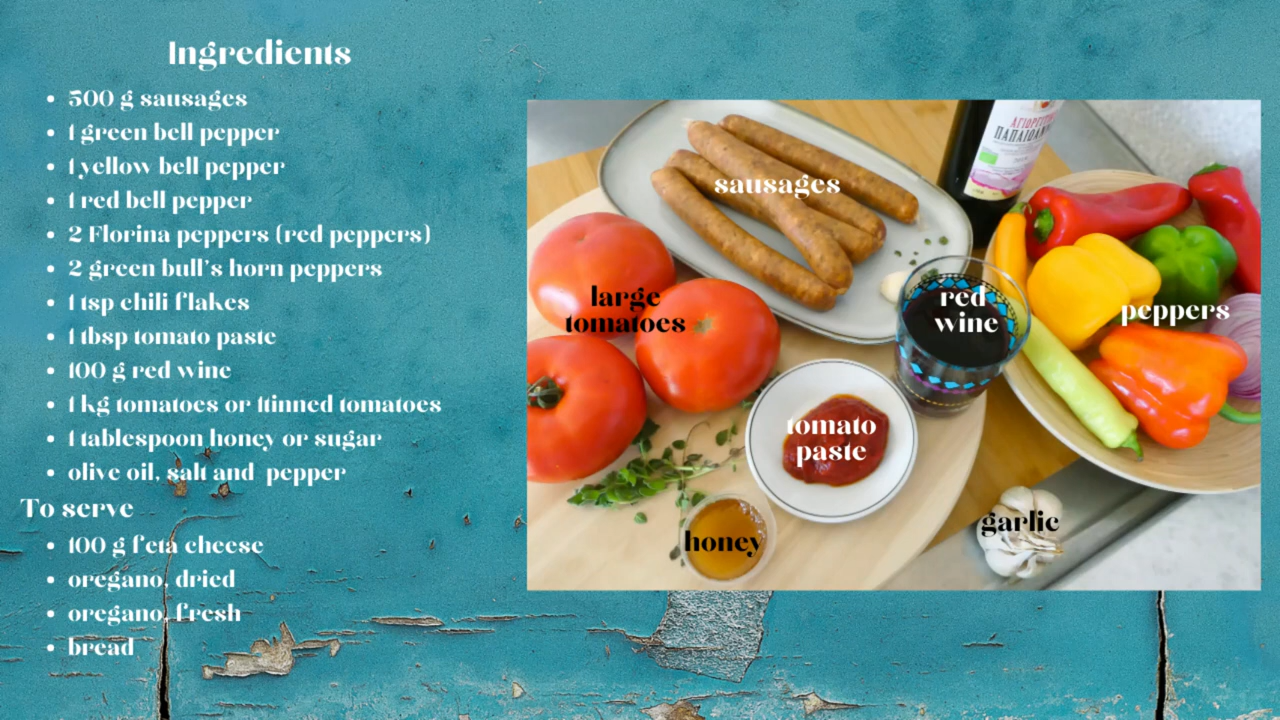 Ingredients
• 500 g sausages
• 1 green bell pepper
• 1 yellow bell pepper
• 1 red bell pepper
• 2 Florina peppers (red peppers)
• 2 green bull's horn peppers
• 1 tsp chili flakes
• 1 tbsp tomato paste
• 100 g red wine
• 1 kg tomatoes or ttinned tomatoes
• 1 tablespoon honey or sugar
• olive oil, salt and pepper
To serve
• 100 g feta cheese
• oregano, dried
• oregano, fresh
• bread
sausages
large
tomatoes
red
wine
peppers
tomato
paste
honey
garlic